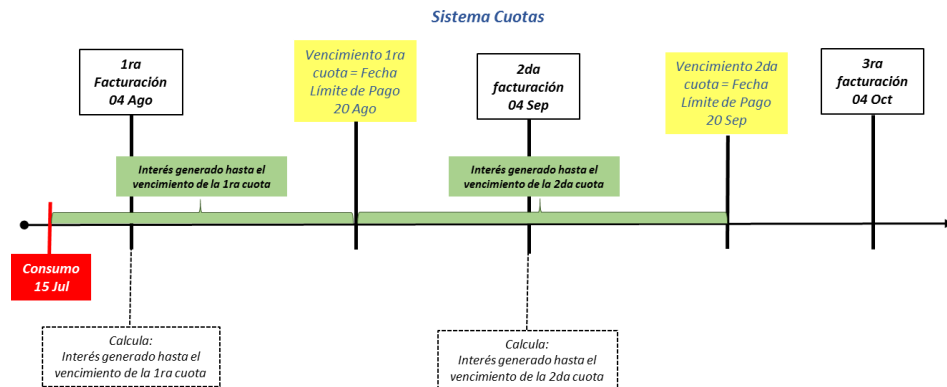 Sistema Cuotas
1ra
Facturación
04 Ago
Vencimiento 1ra
cuota = Fecha
Límite de Pago
20 Ago
2da
facturación
04 Sep
Vencimiento 2da
cuota = Fecha
Límite de Pago
20 Sep
3ra
facturación
04 Oct
Interés generado hasta el
vencimiento de la 1ra cuota
Interés generado hasta el
vencimiento de la 2da cuota
Consumo
15 Jul
Calcula:
Interés generado hasta el
vencimiento de la 1ra cuota
Calcula:
Interés generado hasta el
vencimiento de la 2da cuota